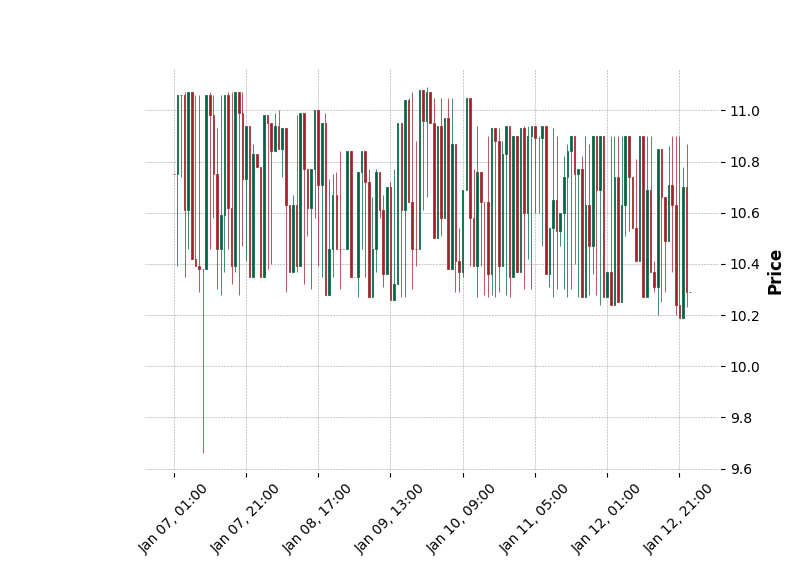 11.0
10.8
10.6
10.4
10.2
10.0
9.8
9.6
Price
Jan 07, 01:00
Jan 07, 21:00
Jan 08, 17:00
Jan 09, 13:00
Jan 10, 09:00
Jan 11, 05:00
Jan 12, 01:00
Jan 12, 21:00